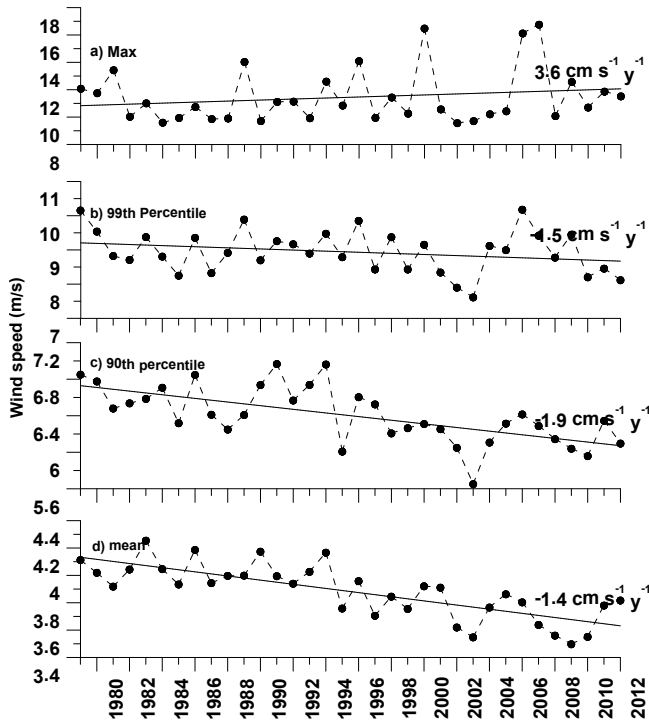 Wind speed (m/s)
18
16
14
12
10
8
a) Max
3.6 cm s⁻¹ y⁻¹
11
10
9
8
7
b) 99th Percentile
-1.5 cm s⁻¹ y⁻¹
7.2
6.8
6.4
6
5.6
c) 90th percentile
-1.9 cm s⁻¹ y⁻¹
4.4
4.2
4
3.8
3.6
3.4
d) mean
-1.4 cm s⁻¹ y⁻¹
1980 1982 1984 1986 1988 1990 1992 1994 1996 1998 2000 2002 2004 2006 2010 2012